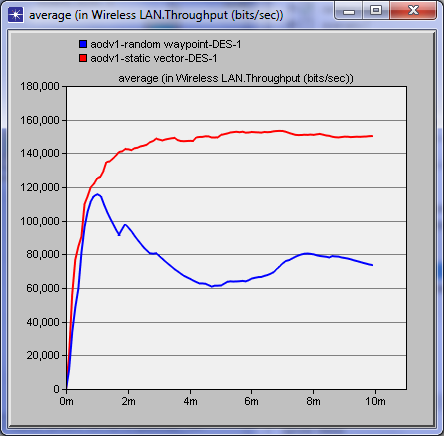 average (in Wireless LAN.Throughput (bits/sec))
aodv1-random waypoint-DES-1
aodv1-static vector-DES-1
average (in Wireless LAN.Throughput (bits/sec))
180,000
160,000
140,000
120,000
100,000
80,000
60,000
40,000
20,000
0
0m 2m 4m 6m 8m 10m